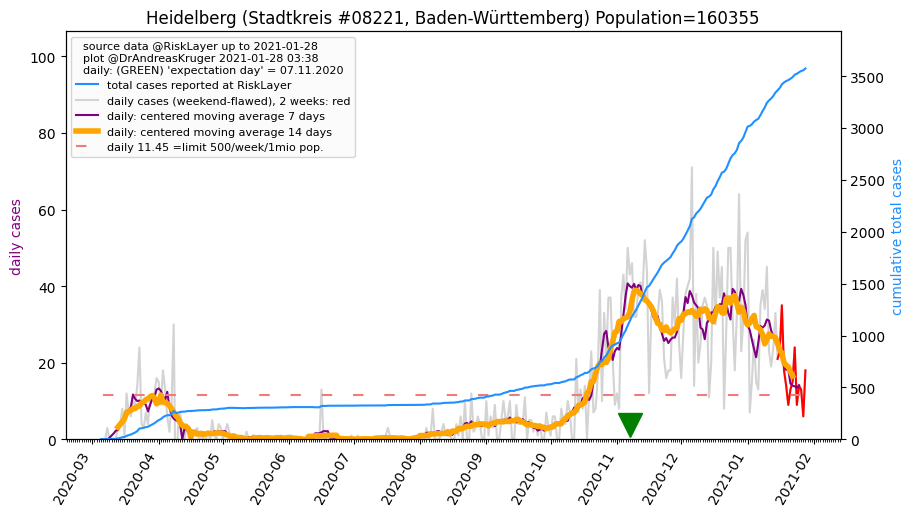 Heidelberg (Stadtkreis #08221, Baden-Württemberg) Population=160355
source data @RiskLayer up to 2021-01-28
plot @DrAndreasKruger 2021-01-28 03:38
daily: (GREEN) 'expectation day' = 07.11.2020
total cases reported at RiskLayer
daily cases (weekend-flawed), 2 weeks: red
daily: centered moving average 7 days
daily: centered moving average 14 days
daily 11.45 =limit 500/week/1mio pop.
daily cases
100
80
60
40
20
0
cumulative total cases
3500
3000
2500
2000
1500
1000
500
0
2020-03
2020-04
2020-05
2020-06
2020-07
2020-08
2020-09
2020-10
2020-11
2020-12
2021-01
2021-02